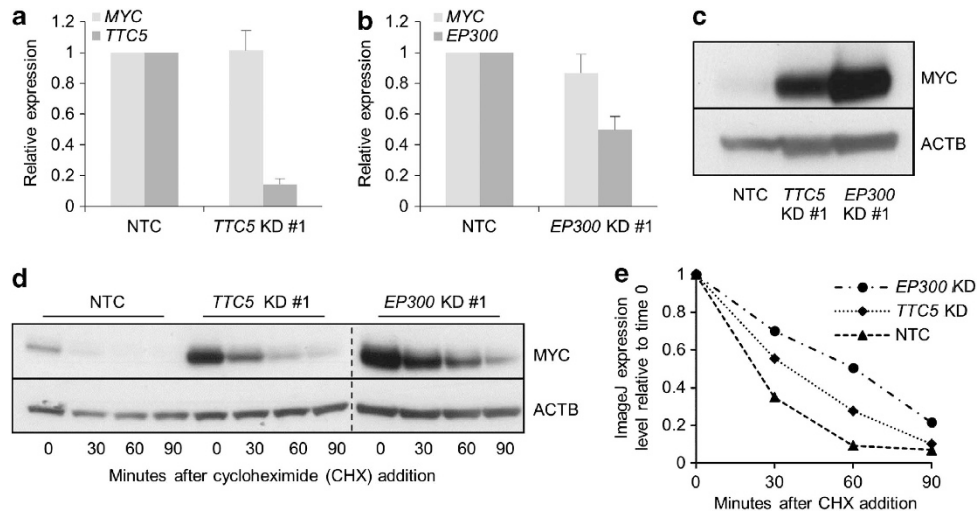 a
MYC
TTC5
Relative expression
1.2
1
0.8
0.6
0.4
0.2
0
NTC
TTC5 KD #1
b
MYC
EP300
Relative expression
1.2
1
0.8
0.6
0.4
0.2
0
NTC
EP300 KD #1
c
MYC
ACTB
NTC TTC5 EP300
KD #1 KD #1
d
NTC TTC5 KD #1 EP300 KD #1
MYC
ACTB
0 30 60 90 0 30 60 90 0 30 60 90
Minutes after cycloheximide (CHX) addition
e
ImageJ expression
level relative to time 0
1
0.8
0.6
0.4
0.2
0
EP300 KD
TTC5 KD
NTC
0 30 60 90
Minutes after CHX addition